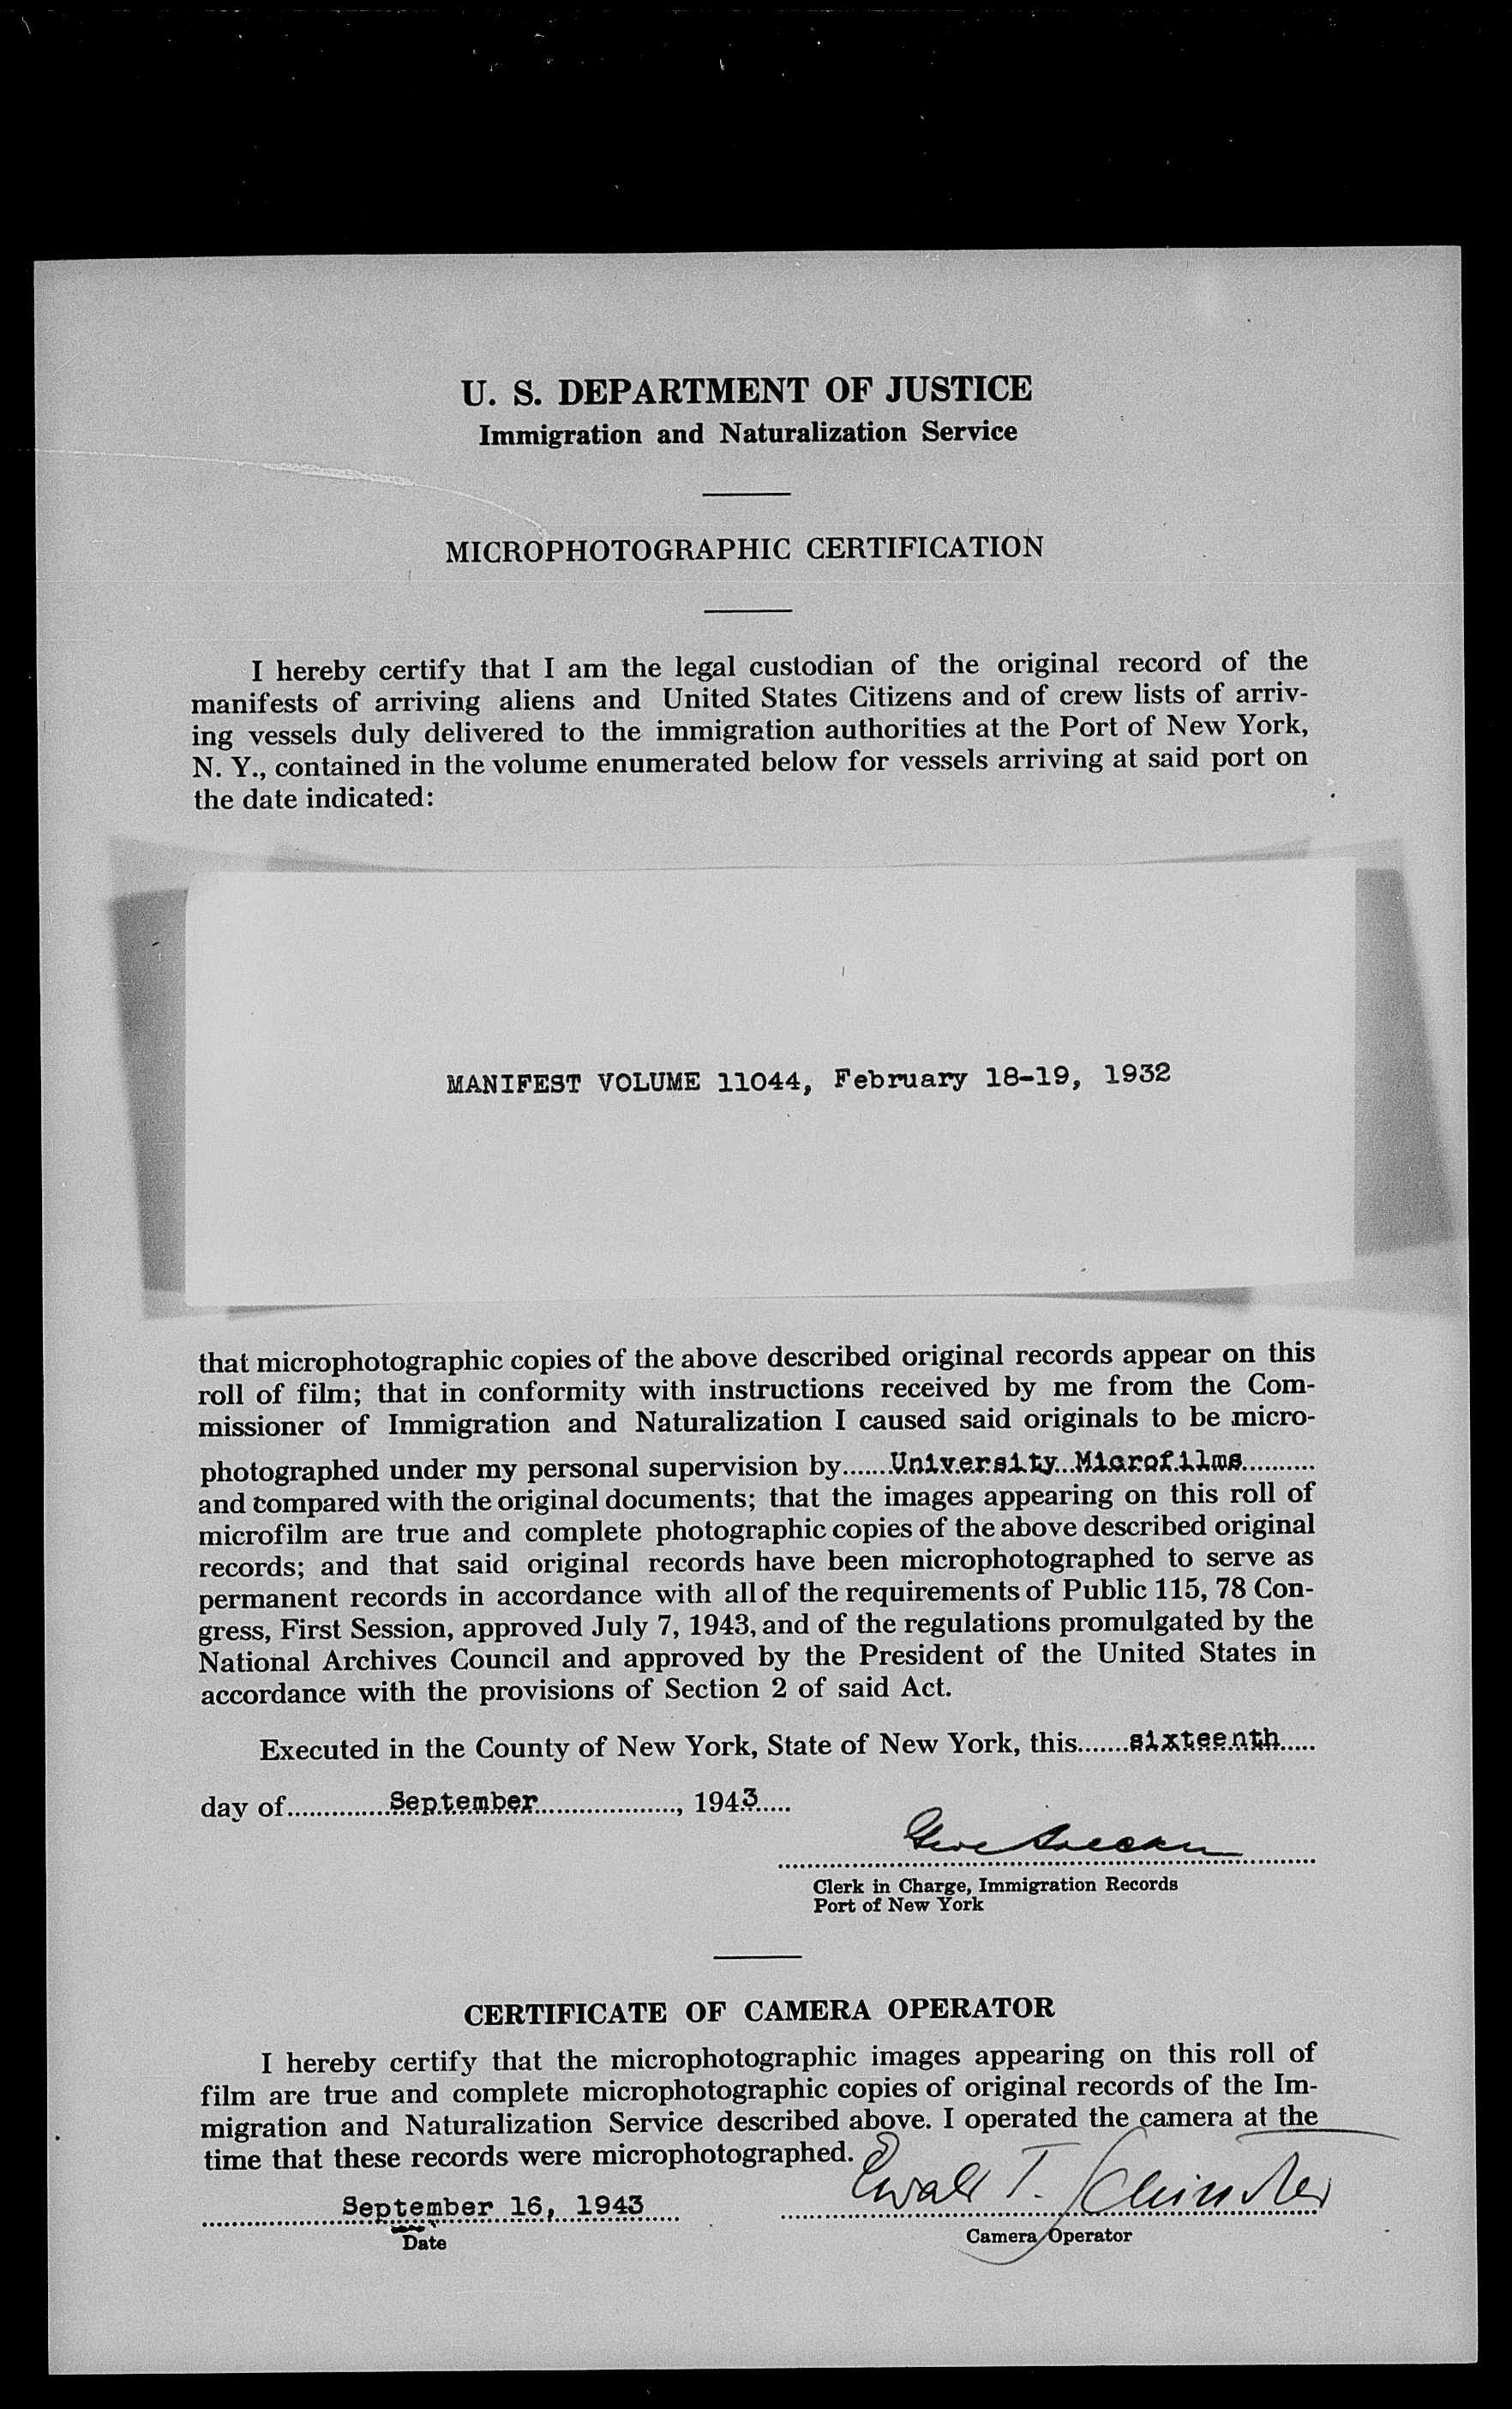 U. S. DEPARTMENT OF JUSTICE
Immigration and Naturalization Service
MICROPHOTOGRAPHIC CERTIFICATION
I hereby certify that I am the legal custodian of the original record of the
manifests of arriving aliens and United States Citizens and of crew lists of arriv-
ing vessels duly delivered to the immigration authorities at the Port of New York,
N. Y., contained in the volume enumerated below for vessels arriving at said port on
the date indicated:
MANIFEST VOLUME 11044, February 18-19, 1932
that microphotographic copies of the above described original records appear on this
roll of film; that in conformity with instructions received by me from the Com-
missioner of Immigration and Naturalization I caused said originals to be micro-
photographed under my personal supervision by University Microfilms
and compared with the original documents; that the images appearing on this roll of
microfilm are true and complete photographic copies of the above described original
records; and that said original records have been microphotographed to serve as
permanent records in accordance with all of the requirements of Public 115, 78 Con-
gress, First Session, approved July 7, 1943, and of the regulations promulgated by the
National Archives Council and approved by the President of the United States in
accordance with the provisions of Section 2 of said Act.
Executed in the County of New York, State of New York, this sixteenth
day of September, 1943
Clerk in Charge, Immigration Records
Port of New York
CERTIFICATE OF CAMERA OPERATOR
I hereby certify that the microphotographic images appearing on this roll of
film are true and complete microphotographic copies of original records of the Im-
migration and Naturalization Service described above. I operated the camera at the
time that these records were microphotographed.
Ewald T. Schindler
September 16, 1943
Date
Camera Operator